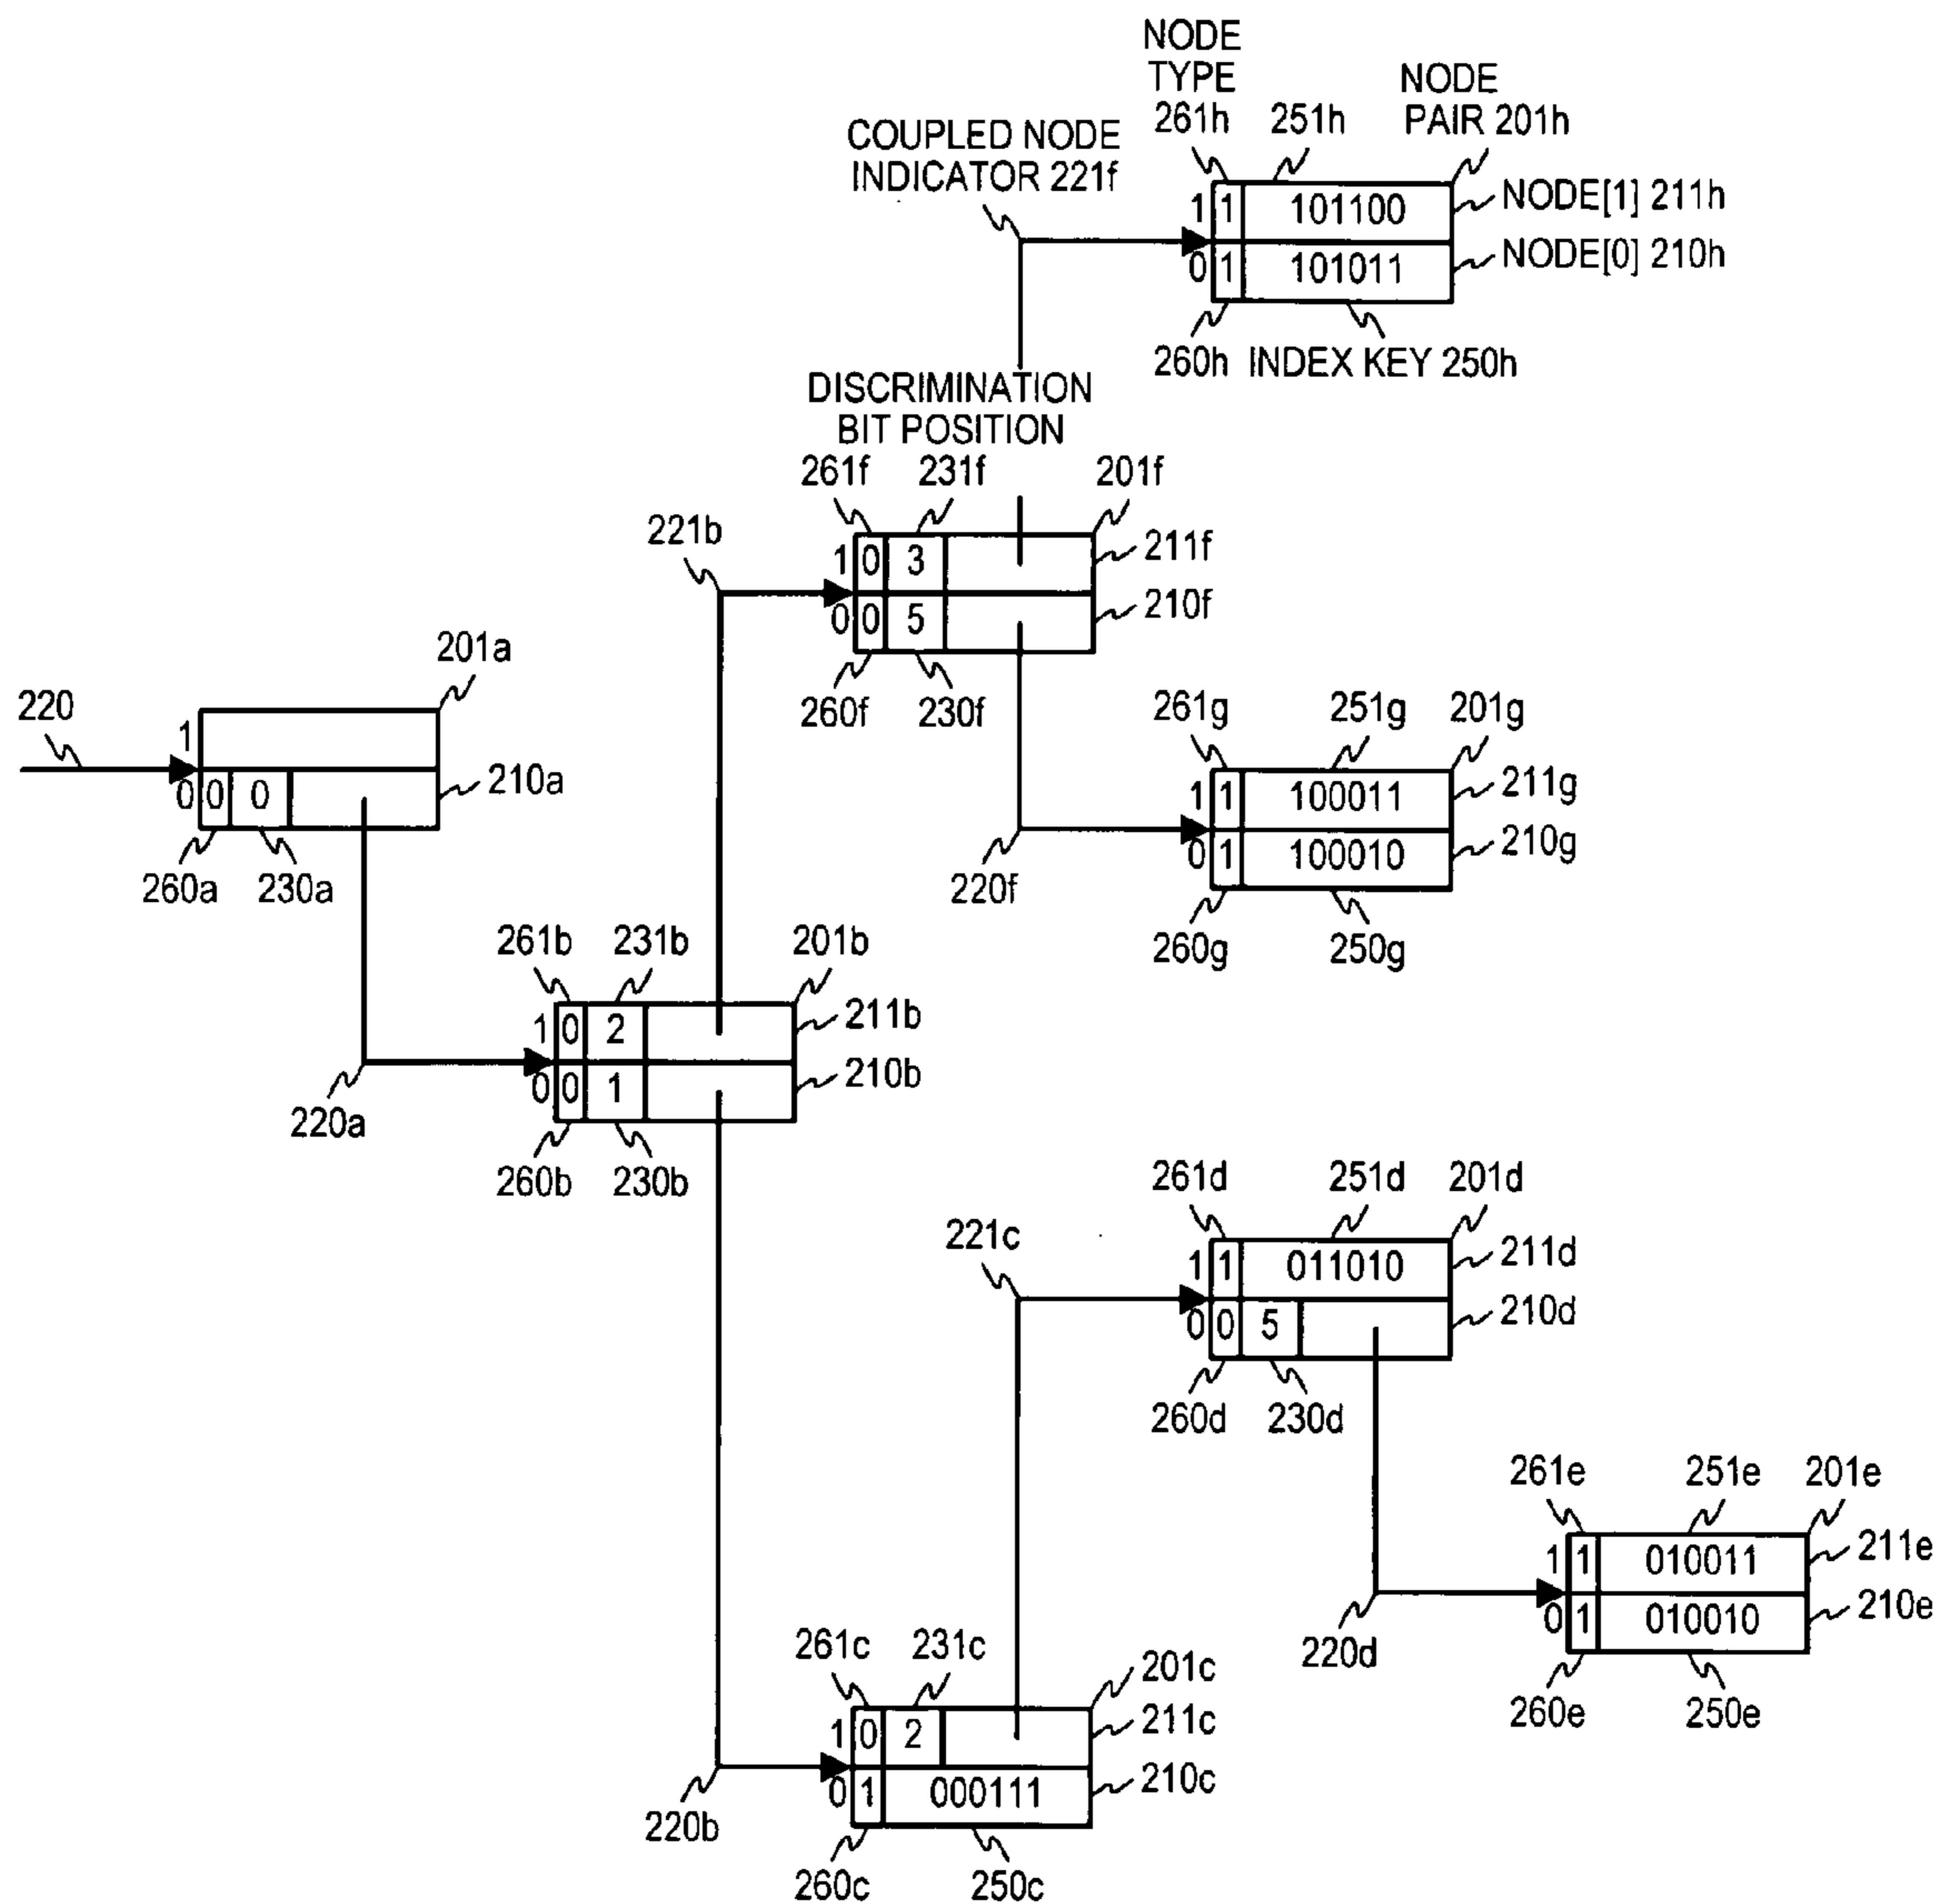 NODE
TYPE
261h
251h
NODE
PAIR 201h
COUPLED NODE
INDICATOR 221f
1 1 101100
NODE[1] 211h
0 1 101011
NODE[0] 210h
260h
INDEX KEY 250h
DISCRIMINATION
BIT POSITION
261f
231f
201f
221b
1 0 3
211f
0 0 5
210f
260f
230f
201a
220
1
0 0 0
210a
260a
230a
261g
251g
201g
1 1 100011
211g
0 1 100010
210g
220f
260g
250g
261b
231b
201b
1 0 2
211b
0 0 1
210b
220a
260b
230b
261d
251d
201d
221c
1 1 011010
211d
0 0 5
210d
260d
230d
261e
251e
201e
1 1 010011
211e
0 1 010010
210e
220d
260e
250e
261c
231c
201c
1 0 2
211c
0 1 000111
210c
220b
260c
250c